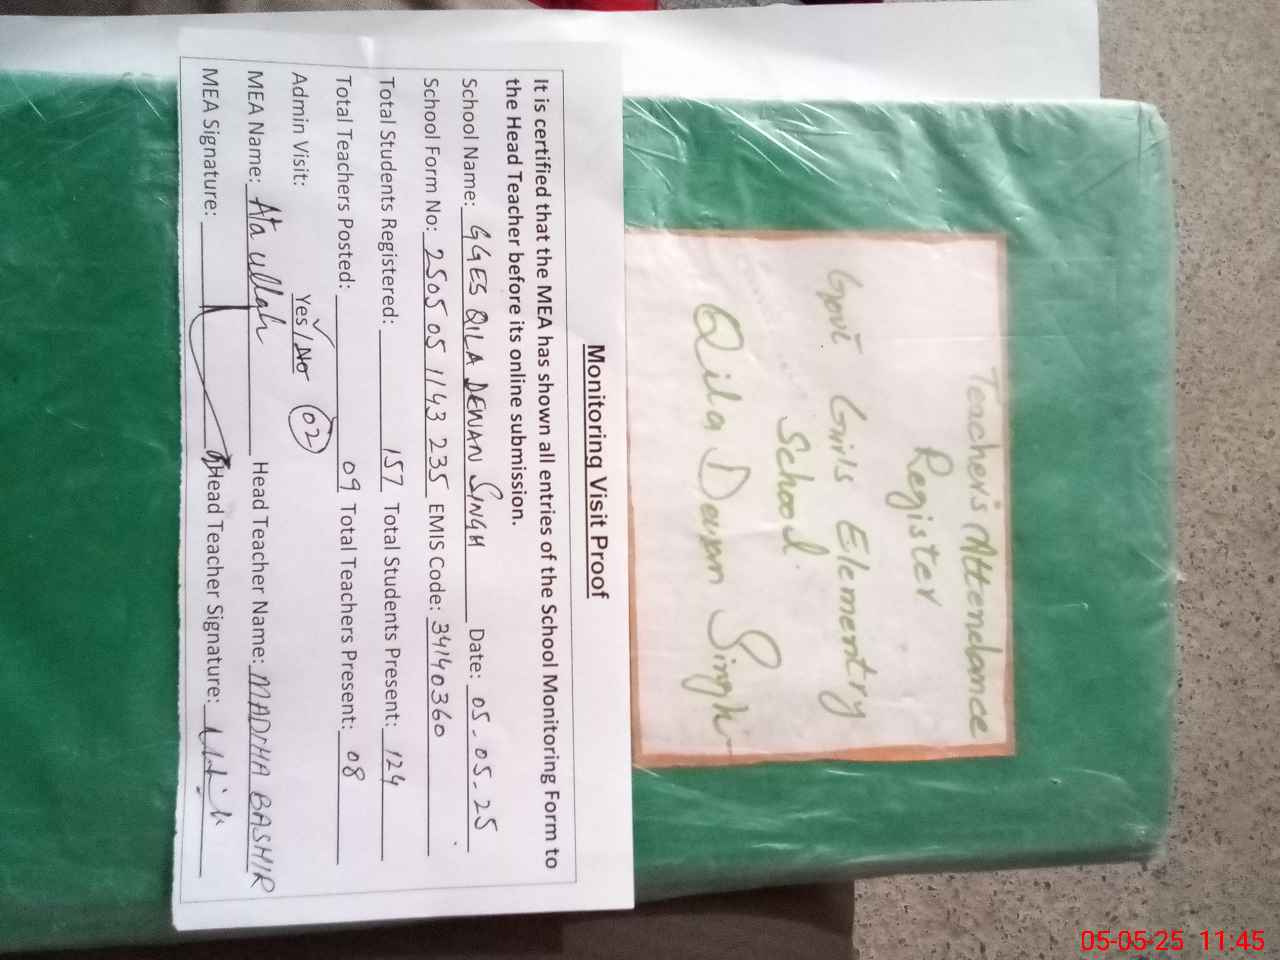 Teacher's Attendance
Register
Govt Girls Elementry
School.
Qila Dewan Singh
Monitoring Visit Proof
It is certified that the MEA has shown all entries of the School Monitoring Form to
the Head Teacher before its online submission.
School Name: GGES QILA DEWAN SINGH Date: 05-05-25
School Form No: 2505 05 1143 235 EMIS Code: 34140360
Total Students Registered: 157 Total Students Present: 124
Total Teachers Posted: 09 Total Teachers Present: 08
Admin Visit: Yes/No 02
MEA Name: Ata ullah Head Teacher Name: MADIHA BASHIR
MEA Signature: Head Teacher Signature:
05-05-25 11:45